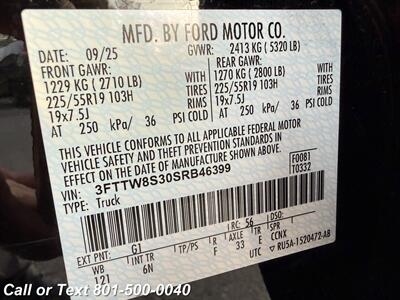 MFD. BY FORD MOTOR CO.
DATE: 09/25 GVWR: 2413 KG ( 5320 LB)
FRONT GAWR: REAR GAWR:
1229 KG ( 2710 LB) WITH 1270 KG ( 2800 LB) WITH
225/55R19 103H TIRES 225/55R19 103H TIRES
19x7.5J RIMS 19x7.5J RIMS
AT 250 kPa/ 36 PSI COLD AT 250 kPa/ 36 PSI COLD
THIS VEHICLE CONFORMS TO ALL APPLICABLE FEDERAL MOTOR
VEHICLE SAFETY AND BUMPER STANDARDS IN
EFFECT ON THE DATE OF MANUFACTURE SHOWN ABOVE.
VIN: 3FTTW8S30SRB46399 F0081
TYPE: Truck T0332
RC: 56 DSO:
EXT PNT: G1
WB INT TR TP/PS R AXLE TR SPR
121 6N F 33 E CCNX
UTC ▼ RU5A-1520472-AB
Call or Text 801-500-0040